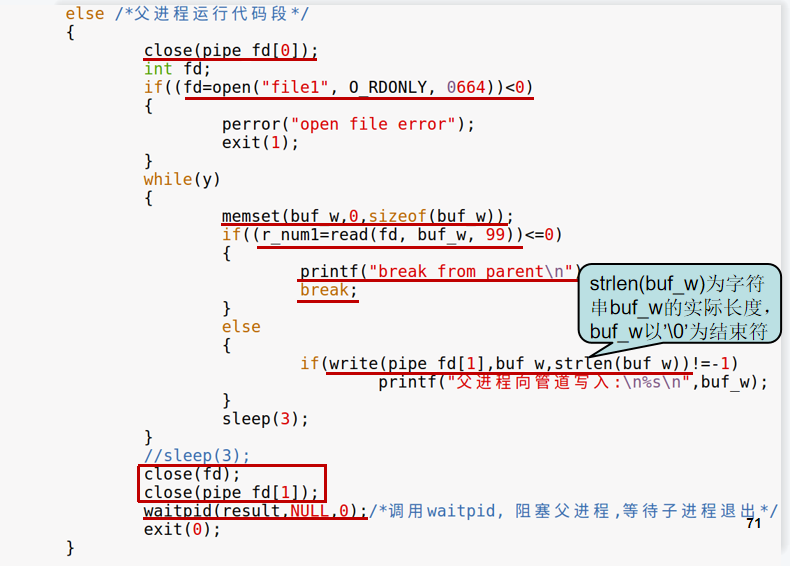 else /*父进程运行代码段*/
{
close(pipe_fd[0]);
int fd;
if((fd=open("file1", O_RDONLY, 0664))<0)
{
perror("open file error");
exit(1);
}
while(y)
{
memset(buf_w,0,sizeof(buf_w));
if((r_num1=read(fd, buf_w, 99))<=0)
{
printf("break from parent\n")
break;
}
else
{
if(write(pipe_fd[1],buf_w,strlen(buf_w))!=-1)
printf("父进程向管道写入:\n%s\n",buf_w);
}
sleep(3);
}
//sleep(3);
close(fd);
close(pipe_fd[1]);
waitpid(result,NULL,0);/*调用waitpid, 阻塞父进程,等待子进程退出*/
exit(0);
}
strlen(buf_w)为字符
串buf_w的实际长度，
buf_w以'\0'为结束符
71